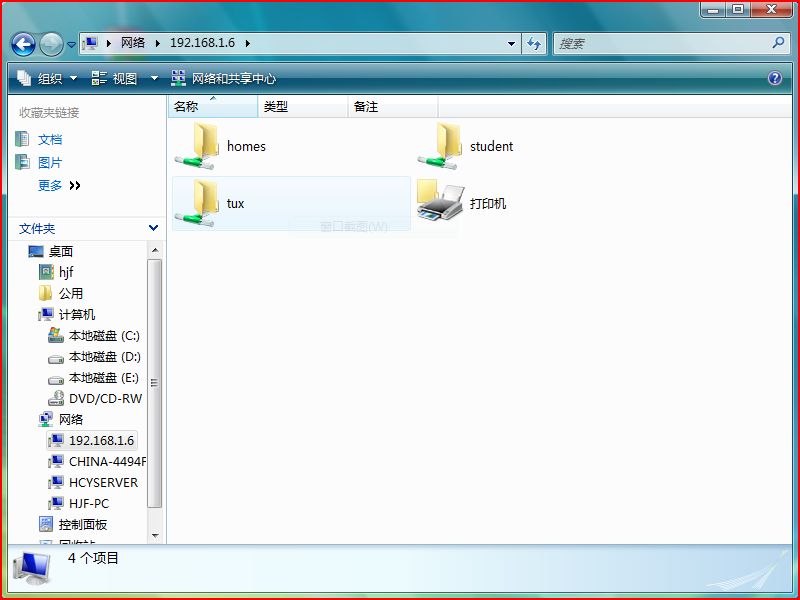 网络 192.168.1.6
搜索
组织 视图 网络和共享中心
收藏夹链接
文档
图片
更多
文件夹
桌面
hjf
公用
计算机
本地磁盘 (C:)
本地磁盘 (D:)
本地磁盘 (E:)
DVD/CD-RW
网络
192.168.1.6
CHINA-4494F
HCYSERVER
HJF-PC
控制面板
回收站
名称 类型 备注
homes student
tux 打印机
窗口截图(W)
4 个项目